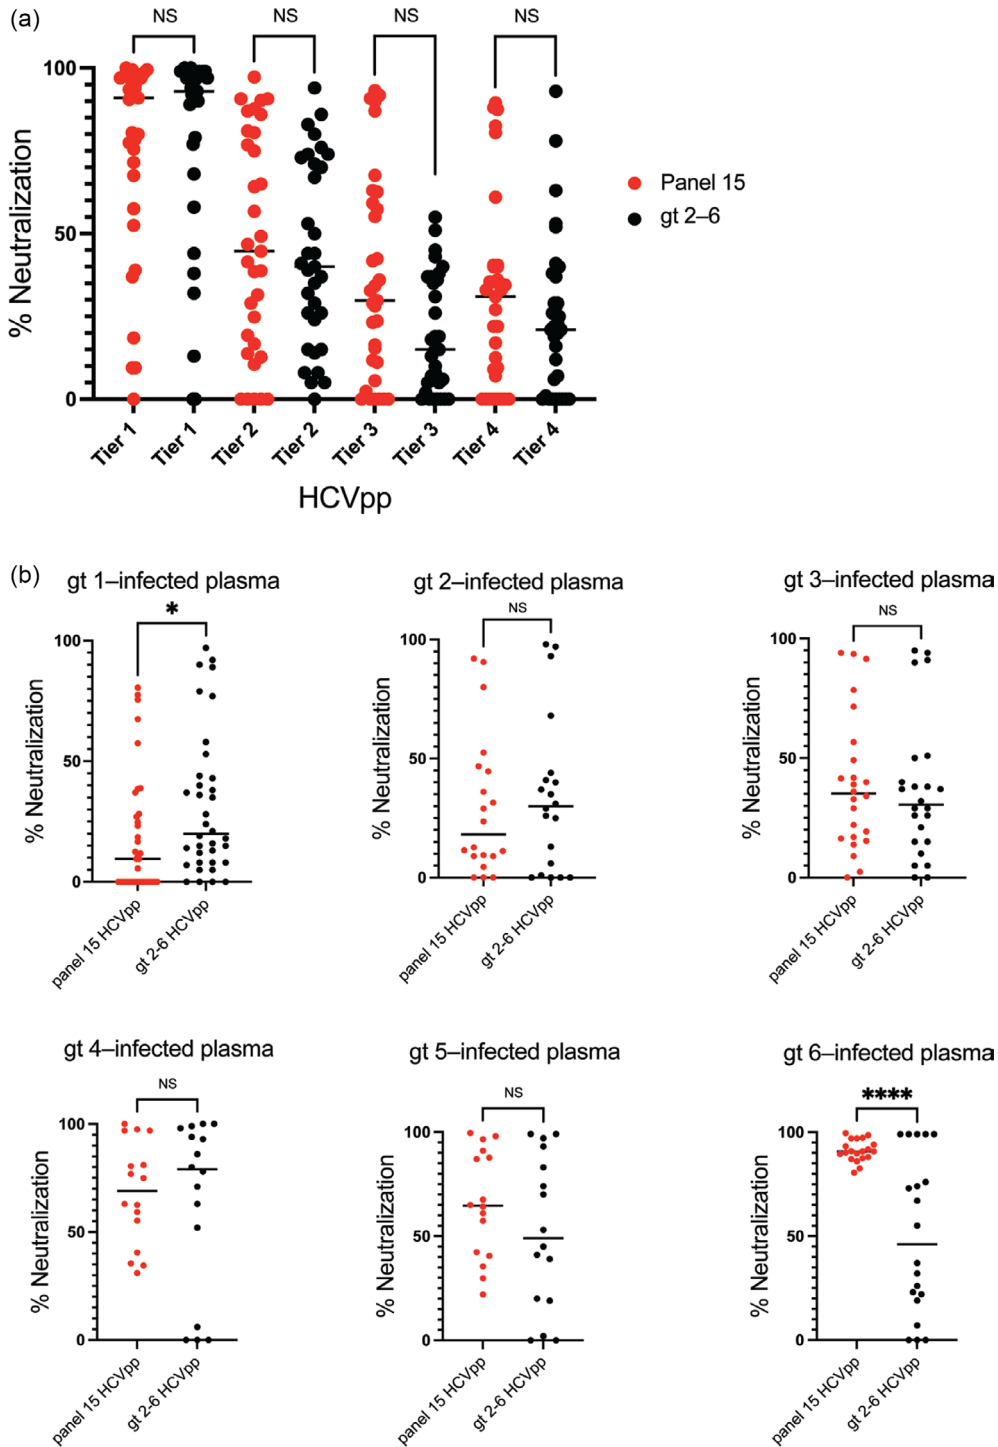 (a)
NS NS NS NS
100
50
0
% Neutralization
Tier 1 Tier 1 Tier 2 Tier 2 Tier 3 Tier 3 Tier 4 Tier 4
HCVpp
Panel 15
gt 2–6
(b)
gt 1–infected plasma
*
100
50
0
% Neutralization
panel 15 HCVpp
gt 2-6 HCVpp
gt 2–infected plasma
NS
100
50
0
% Neutralization
panel 15 HCVpp
gt 2-6 HCVpp
gt 3–infected plasma
NS
100
50
0
% Neutralization
panel 15 HCVpp
gt 2-6 HCVpp
gt 4–infected plasma
NS
100
50
0
% Neutralization
panel 15 HCVpp
gt 2-6 HCVpp
gt 5–infected plasma
NS
100
50
0
% Neutralization
panel 15 HCVpp
gt 2-6 HCVpp
gt 6–infected plasma
****
100
50
0
% Neutralization
panel 15 HCVpp
gt 2-6 HCVpp